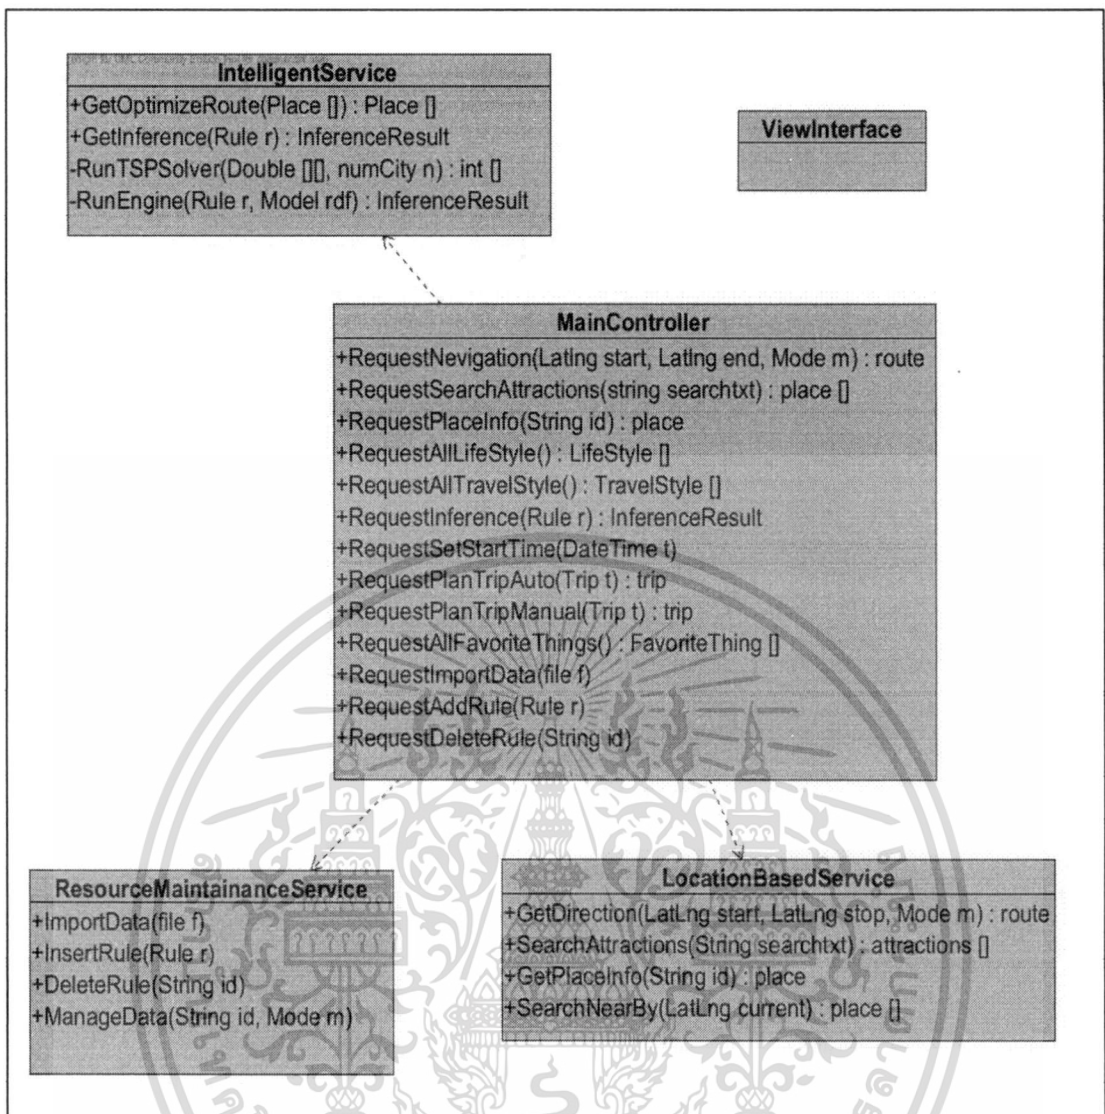 IntelligentService
+GetOptimizeRoute(Place []) : Place []
+GetInference(Rule r) : InferenceResult
-RunTSPSolver(Double [][], numCity n) : int []
-RunEngine(Rule r, Model rdf) : InferenceResult
ViewInterface
MainController
+RequestNevigation(Latlng start, Latlng end, Mode m) : route
+RequestSearchAttractions(string searchtxt) : place []
+RequestPlaceInfo(String id) : place
+RequestAllLifeStyle() : LifeStyle []
+RequestAllTravelStyle() : TravelStyle []
+RequestInference(Rule r) : InferenceResult
+RequestSetStartTime(DateTime t)
+RequestPlanTripAuto(Trip t) : trip
+RequestPlanTripManual(Trip t) : trip
+RequestAllFavoriteThings() : FavoriteThing []
+RequestImportData(file f)
+RequestAddRule(Rule r)
+RequestDeleteRule(String id)
ResourceMaintainanceService
+ImportData(file f)
+InsertRule(Rule r)
+DeleteRule(String id)
+ManageData(String id, Mode m)
LocationBasedService
+GetDirection(LatLng start, LatLng stop, Mode m) : route
+SearchAttractions(String searchtxt) : attractions []
+GetPlaceInfo(String id) : place
+SearchNearBy(LatLng current) : place []